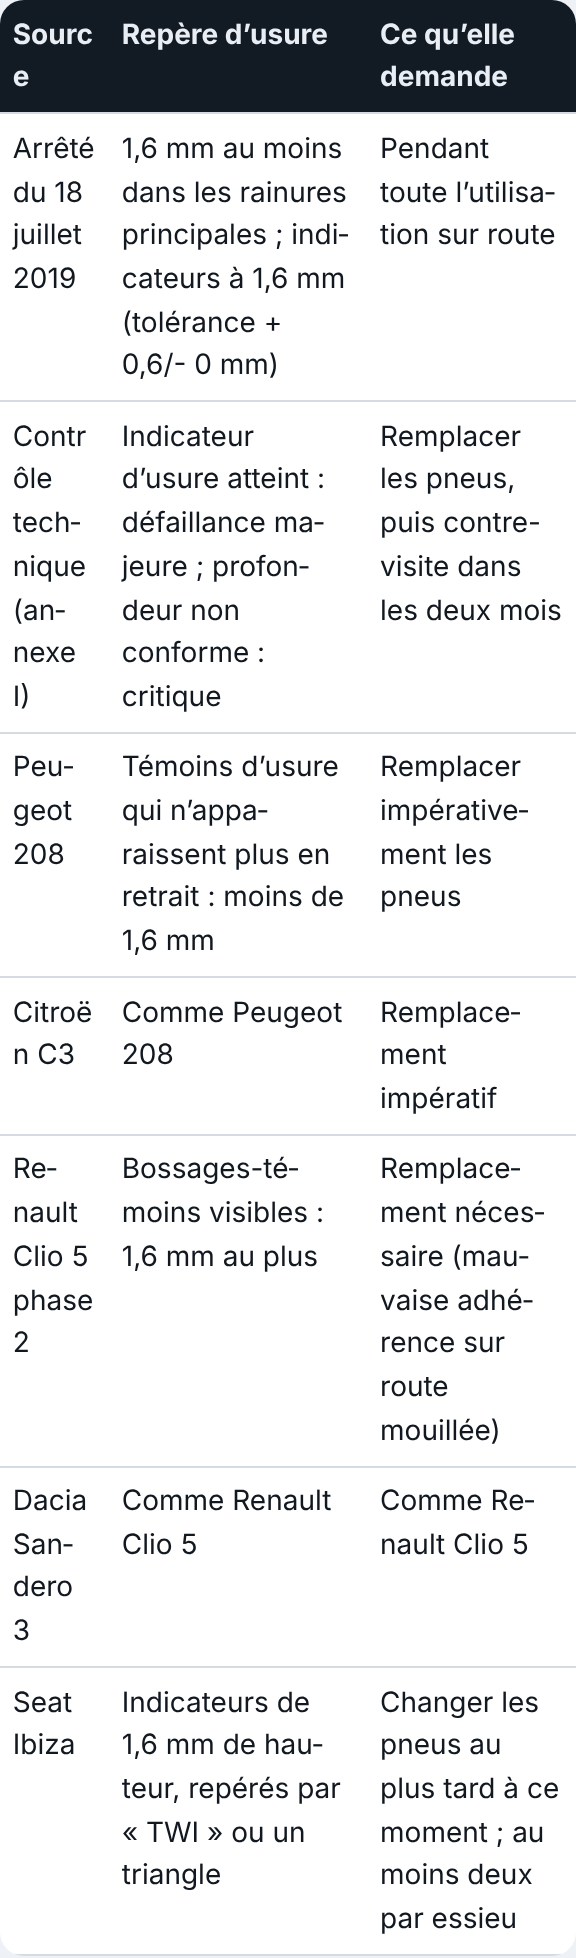 Sourc
e
Repère d’usure
Ce qu’elle
demande
Arrêté
du 18
juillet
2019
1,6 mm au moins
dans les rainures
principales ; indi-
cateurs à 1,6 mm
(tolérance +
0,6/- 0 mm)
Pendant
toute l’utilisa-
tion sur route
Contr
ôle
tech-
nique
(an-
nexe
I)
Indicateur
d’usure atteint :
défaillance ma-
jeure ; profon-
deur non
conforme :
critique
Remplacer
les pneus,
puis contre-
visite dans
les deux mois
Peu-
geot
208
Témoins d’usure
qui n’appa-
raissent plus en
retrait : moins de
1,6 mm
Remplacer
impérative-
ment les
pneus
Citroë
n C3
Comme Peugeot
208
Remplace-
ment
impératif
Re-
nault
Clio 5
phase
2
Bossages-té-
moins visibles :
1,6 mm au plus
Remplace-
ment néces-
saire (mau-
vaise adhé-
rence sur
route
mouillée)
Dacia
San-
dero
3
Comme Renault
Clio 5
Comme Re-
nault Clio 5
Seat
Ibiza
Indicateurs de
1,6 mm de hau-
teur, repérés par
« TWI » ou un
triangle
Changer les
pneus au
plus tard à ce
moment ; au
moins deux
par essieu